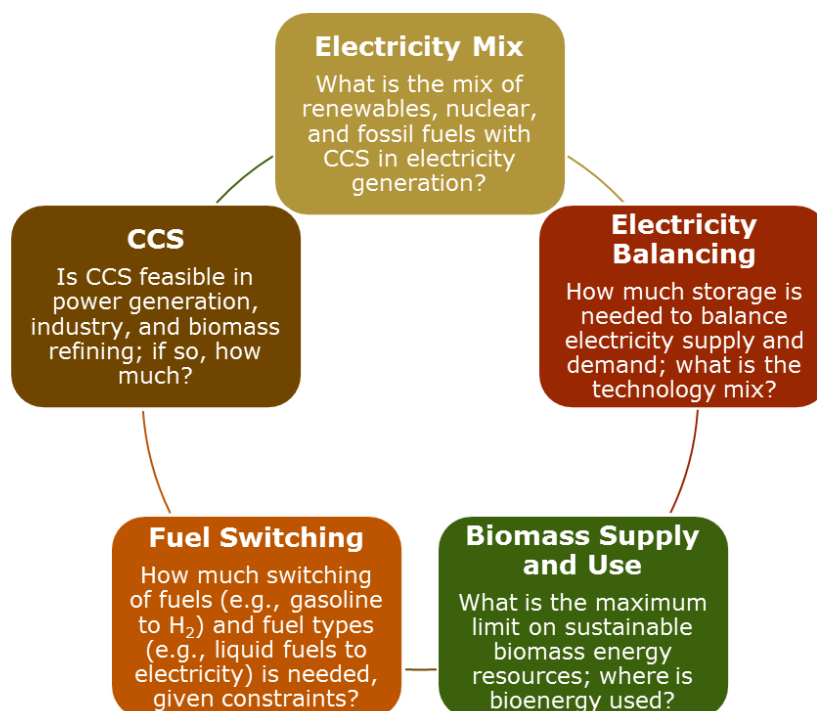 Electricity Mix
What is the mix of
renewables, nuclear,
and fossil fuels with
CCS in electricity
generation?
Electricity
Balancing
How much storage is
needed to balance
electricity supply and
demand; what is the
technology mix?
Biomass Supply
and Use
What is the maximum
limit on sustainable
biomass energy
resources; where is
bioenergy used?
Fuel Switching
How much switching
of fuels (e.g., gasoline
to H₂) and fuel types
(e.g., liquid fuels to
electricity) is needed,
given constraints?
CCS
Is CCS feasible in
power generation,
industry, and biomass
refining; if so, how
much?